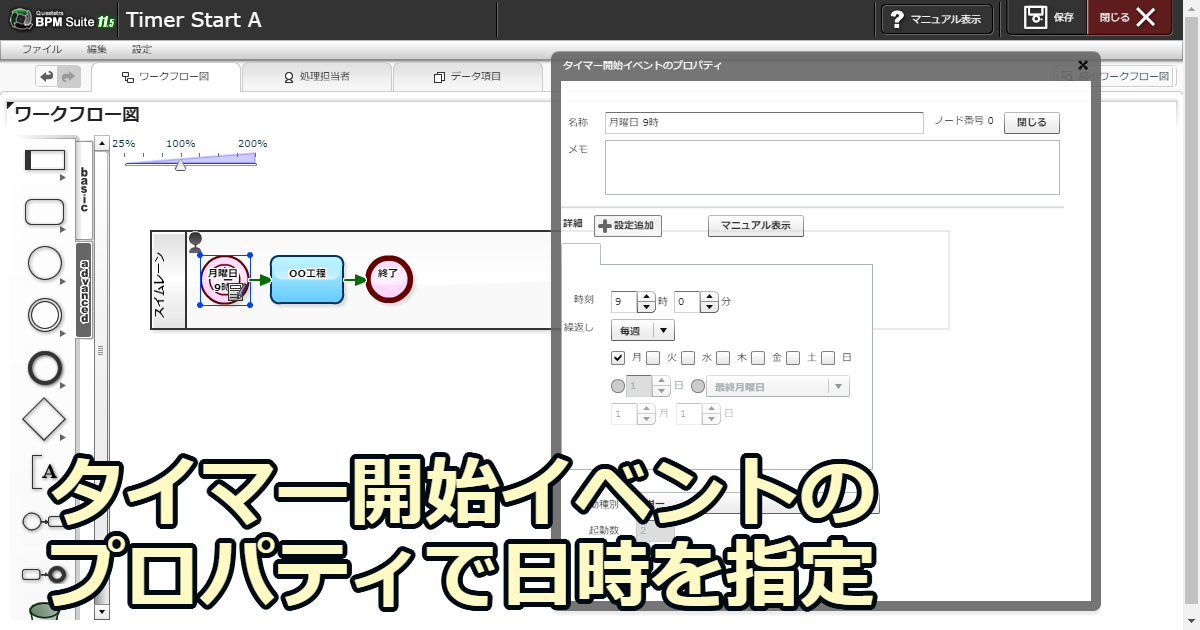 Questetra
BPM Suite 11.5
Timer Start A
マニュアル表示
保存
閉じる
ファイル 編集 設定
ワークフロー図
処理担当者
データ項目
ワークフロー図
タイマー開始イベントのプロパティ
ワークフロー図
25% 100% 200%
basic
advanced
スイムレーン
月曜日
〇〇工程
終了
名称
月曜日 9時
ノード番号 0
閉じる
メモ
詳細
設定追加
マニュアル表示
時刻 9 時 0 分
繰返し 毎週
月 火 水 木 金 土 日
1 日 最終月曜日
1 月 1 日
起動数 2
タイマー開始イベントの
プロパティで日時を指定